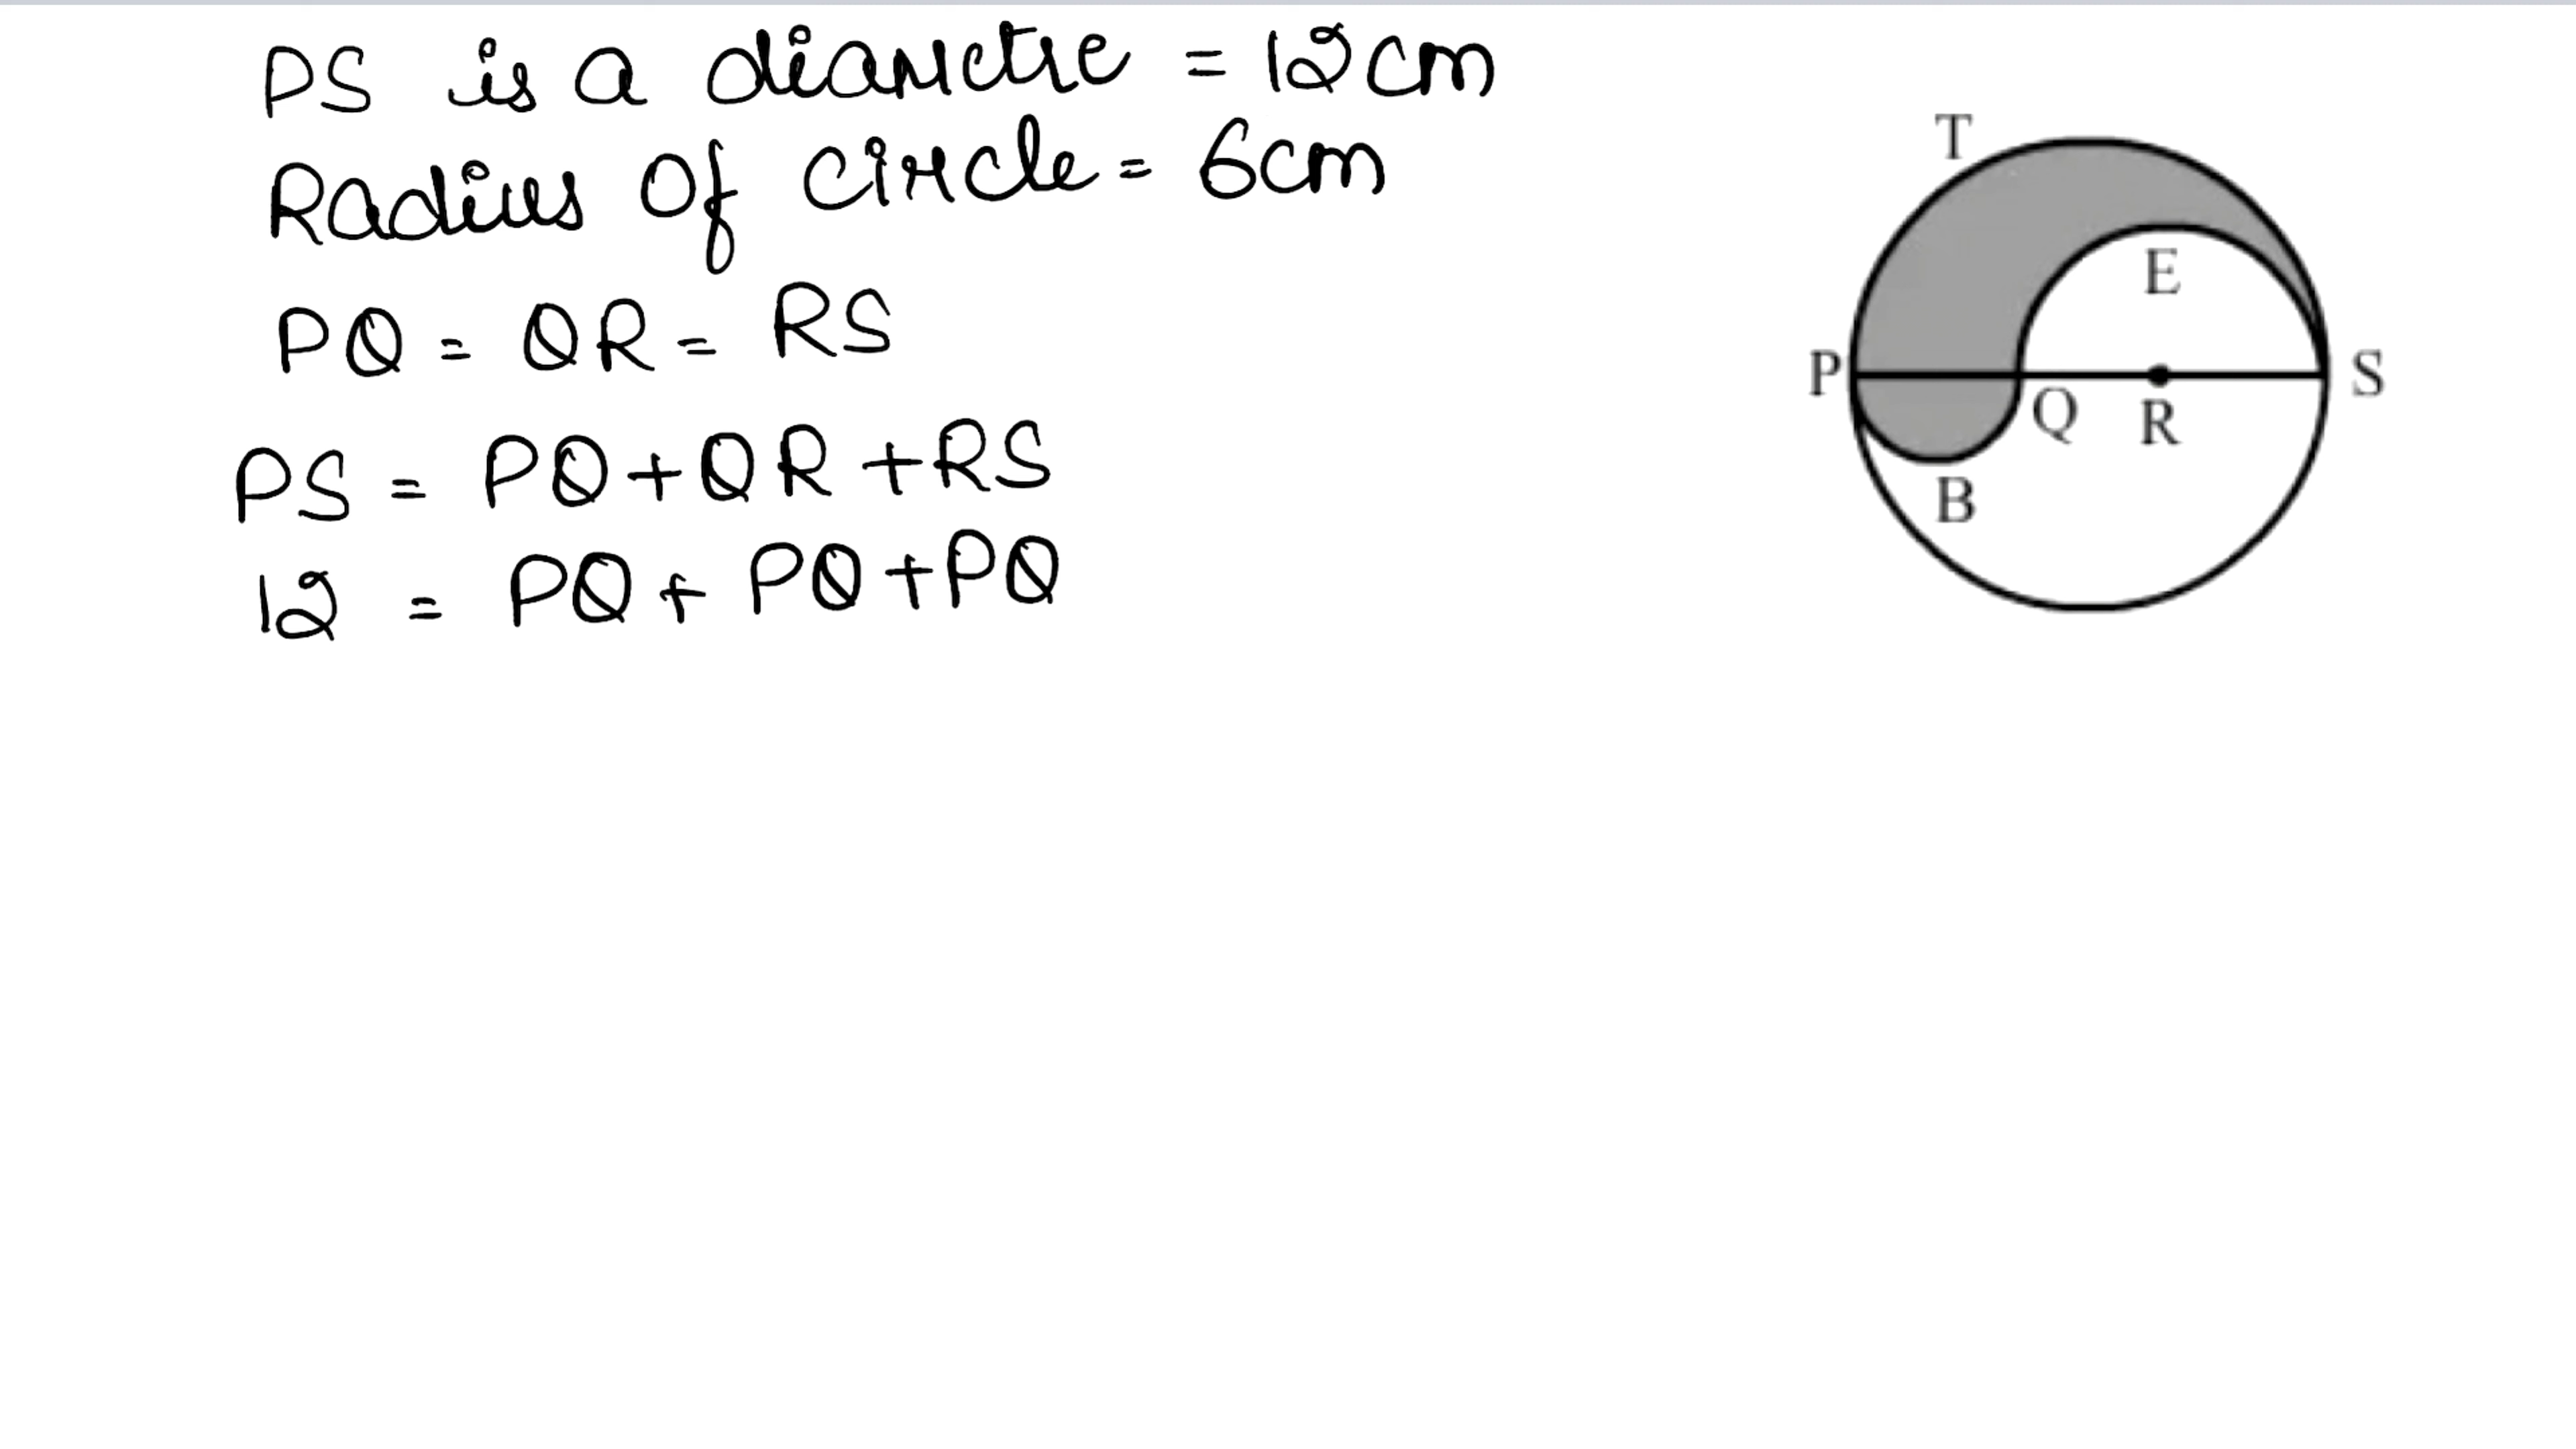 PS is a diametre = 12cm
Radius of circle = 6cm
PQ = QR = RS
PS = PQ + QR + RS
12 = PQ + PQ + PQ
T
E
P
Q
R
S
B